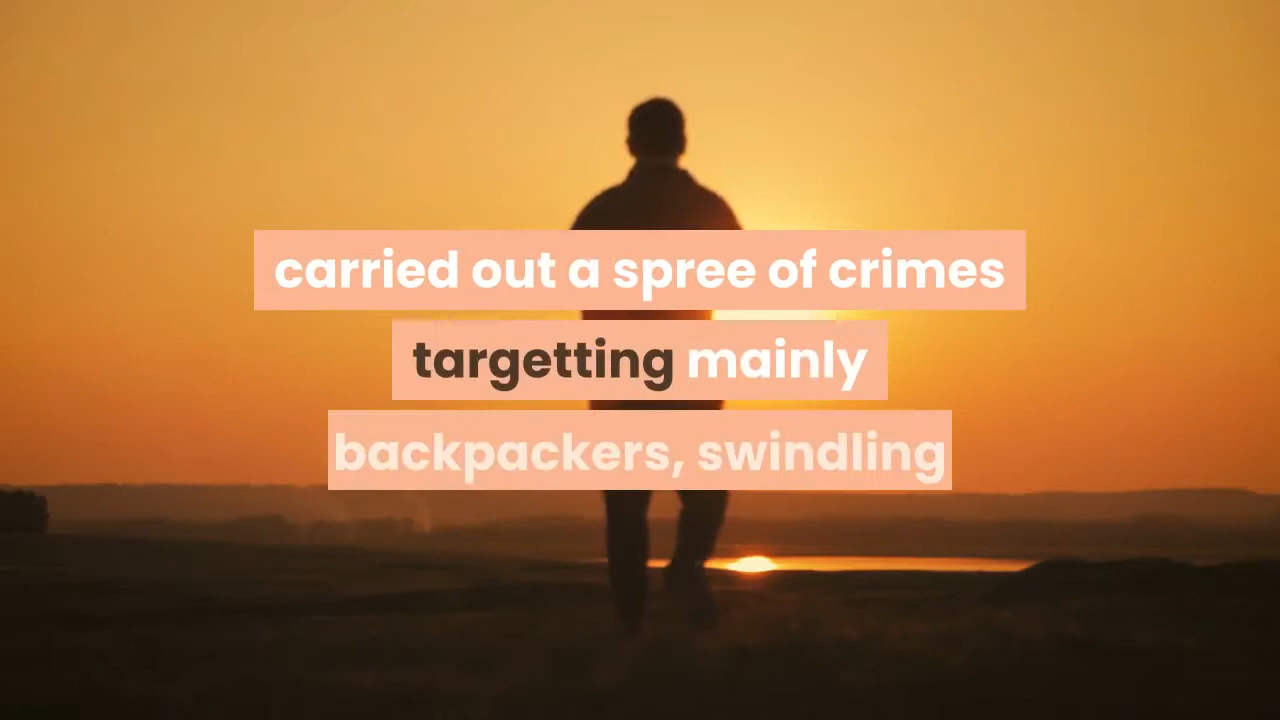 carried out a spree of crimes
targetting mainly
backpackers, swindling